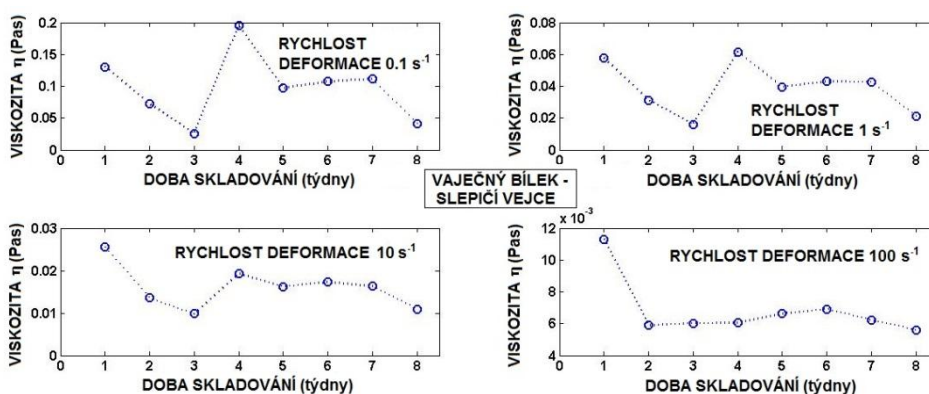 VISKOZITA η (Pas)
0.2
0.15
0.1
0.05
0
RYCHLOST
DEFORMACE 0.1 s⁻¹
0 1 2 3 4 5 6 7 8
DOBA SKLADOVÁNÍ (týdny)
VISKOZITA η (Pas)
0.08
0.06
0.04
0.02
0
RYCHLOST
DEFORMACE 1 s⁻¹
0 1 2 3 4 5 6 7 8
DOBA SKLADOVÁNÍ (týdny)
VAJEČNÝ BÍLEK -
SLEPIČÍ VEJCE
VISKOZITA η (Pas)
0.03
0.02
0.01
0
RYCHLOST DEFORMACE 10 s⁻¹
0 1 2 3 4 5 6 7 8
DOBA SKLADOVÁNÍ (týdny)
VISKOZITA η (Pas)
x 10⁻³
12
10
8
6
4
RYCHLOST DEFORMACE 100 s⁻¹
0 1 2 3 4 5 6 7 8
DOBA SKLADOVÁNÍ (týdny)